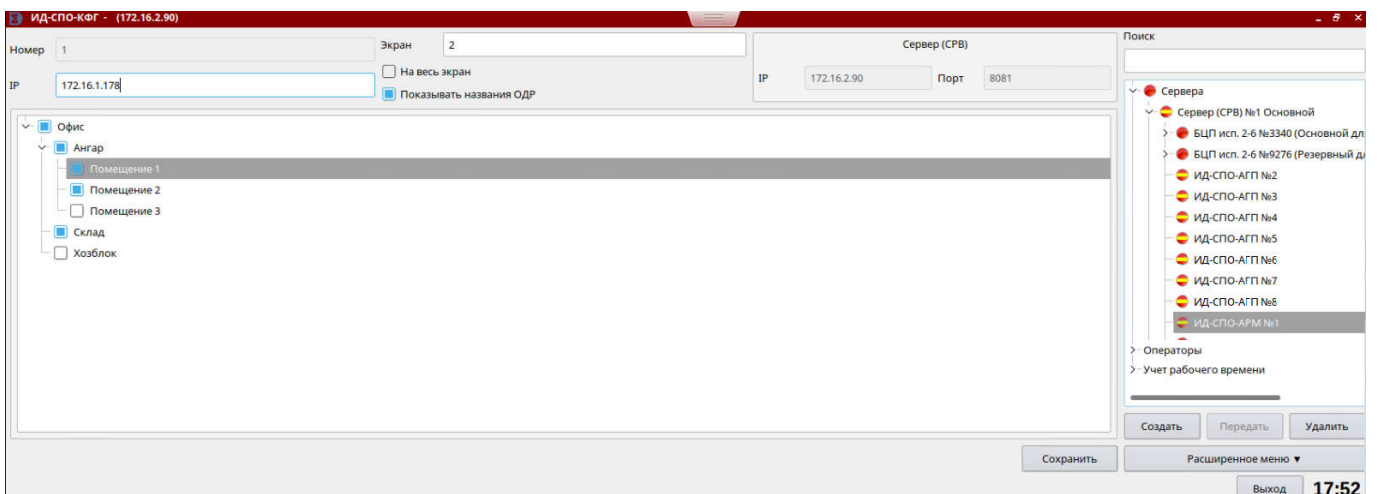 ИД-СПО-КФГ - (172.16.2.90)
Номер 1
Экран 2
Сервер (СРВ)
Поиск
IP 172.16.1.178
На весь экран
Показывать названия ОДР
IP 172.16.2.90 Порт 8081
Офис
Ангар
Помещение 1
Помещение 2
Помещение 3
Склад
Хозблок
Сервера
Сервер (СРВ) №1 Основной
БЦП исп. 2-6 №3340 (Основной дл
БЦП исп. 2-6 №9276 (Резервный д
ИД-СПО-АГП №2
ИД-СПО-АГП №3
ИД-СПО-АГП №4
ИД-СПО-АГП №5
ИД-СПО-АГП №6
ИД-СПО-АГП №7
ИД-СПО-АГП №8
ИД-СПО-АРМ №1
Операторы
Учет рабочего времени
Создать Передать Удалить
Сохранить
Расширенное меню ▼
Выход 17:52